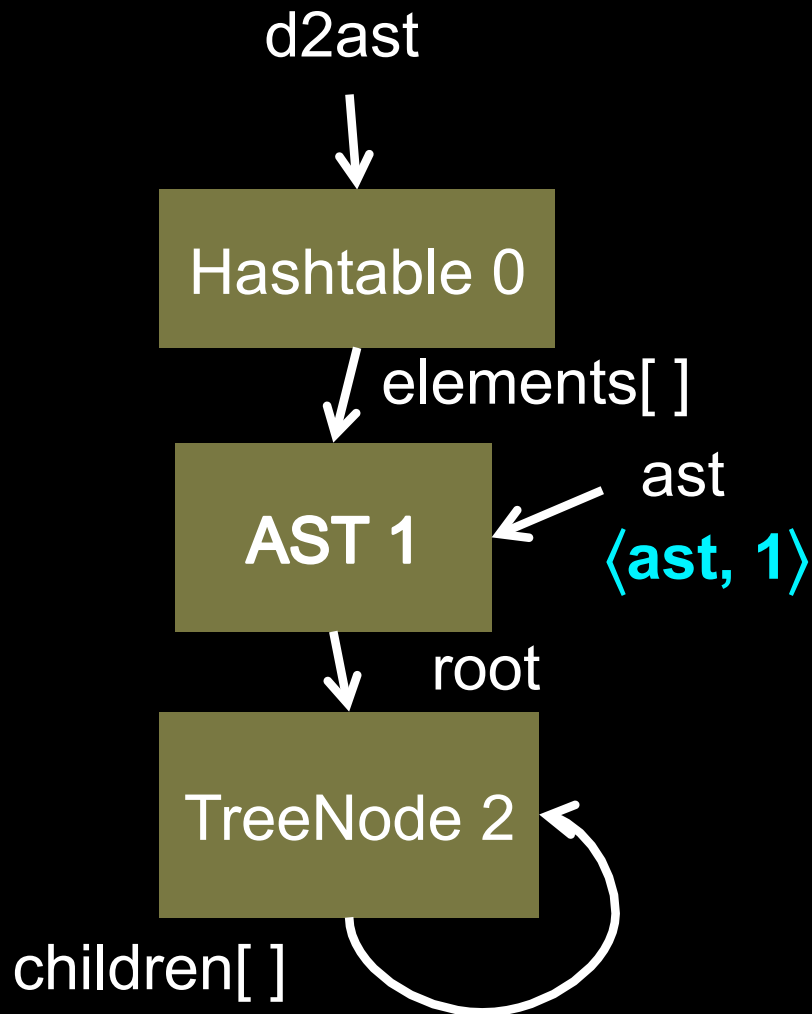 d2ast
Hashtable 0
elements[ ]
ast
AST 1
⟨ast, 1⟩
root
TreeNode 2
children[ ]